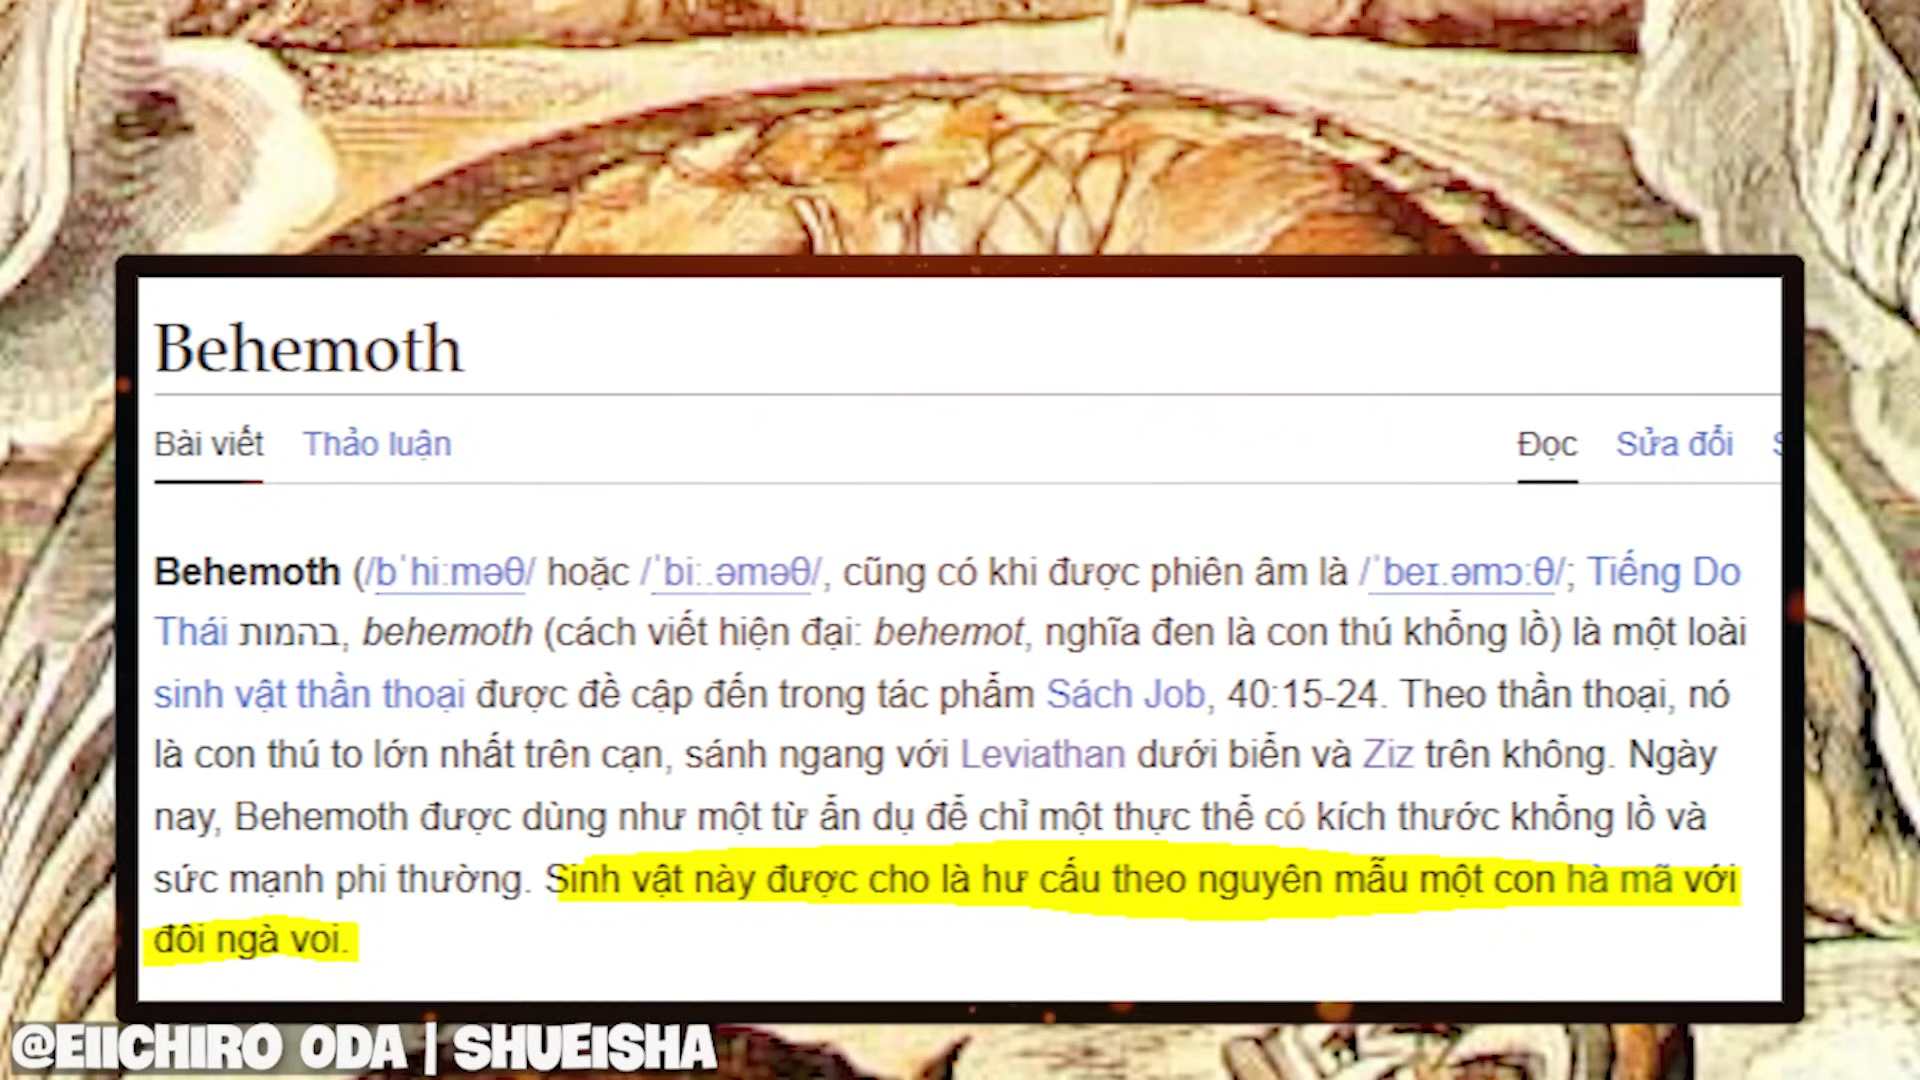 Behemoth
Bài viết Thảo luận Đọc Sửa đổi
Behemoth (/bˈhiːməθ/ hoặc /ˈbiː.əməθ/, cũng có khi được phiên âm là /ˈbeɪ.əmɔːθ/; Tiếng Do
Thái בהמות, behemoth (cách viết hiện đại: behemot, nghĩa đen là con thú khổng lồ) là một loài
sinh vật thần thoại được đề cập đến trong tác phẩm Sách Job, 40:15-24. Theo thần thoại, nó
là con thú to lớn nhất trên cạn, sánh ngang với Leviathan dưới biển và Ziz trên không. Ngày
nay, Behemoth được dùng như một từ ẩn dụ để chỉ một thực thể có kích thước khổng lồ và
sức mạnh phi thường. Sinh vật này được cho là hư cấu theo nguyên mẫu một con hà mã với
đôi ngà voi.
@EIICHIRO ODA | SHUEISHA